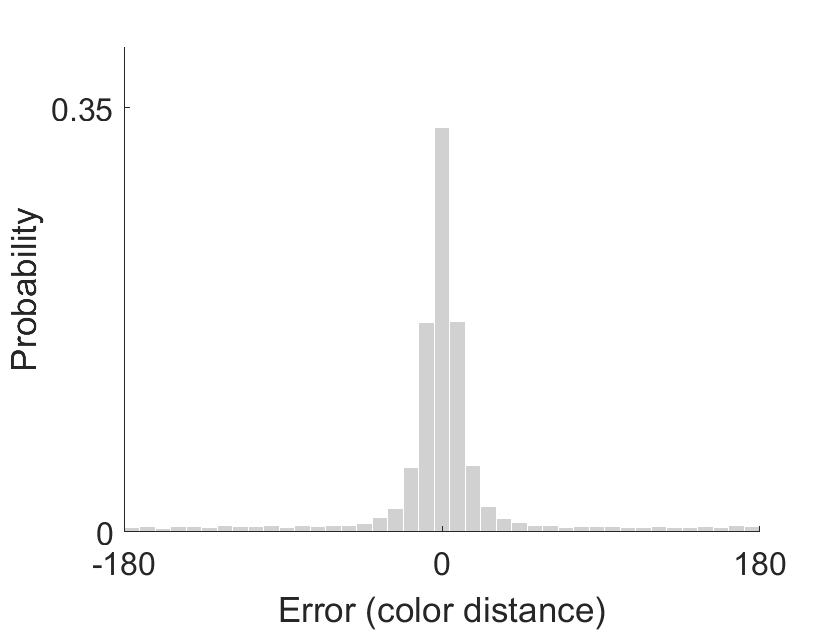 0.35
Probability
0
-180 0 180
Error (color distance)